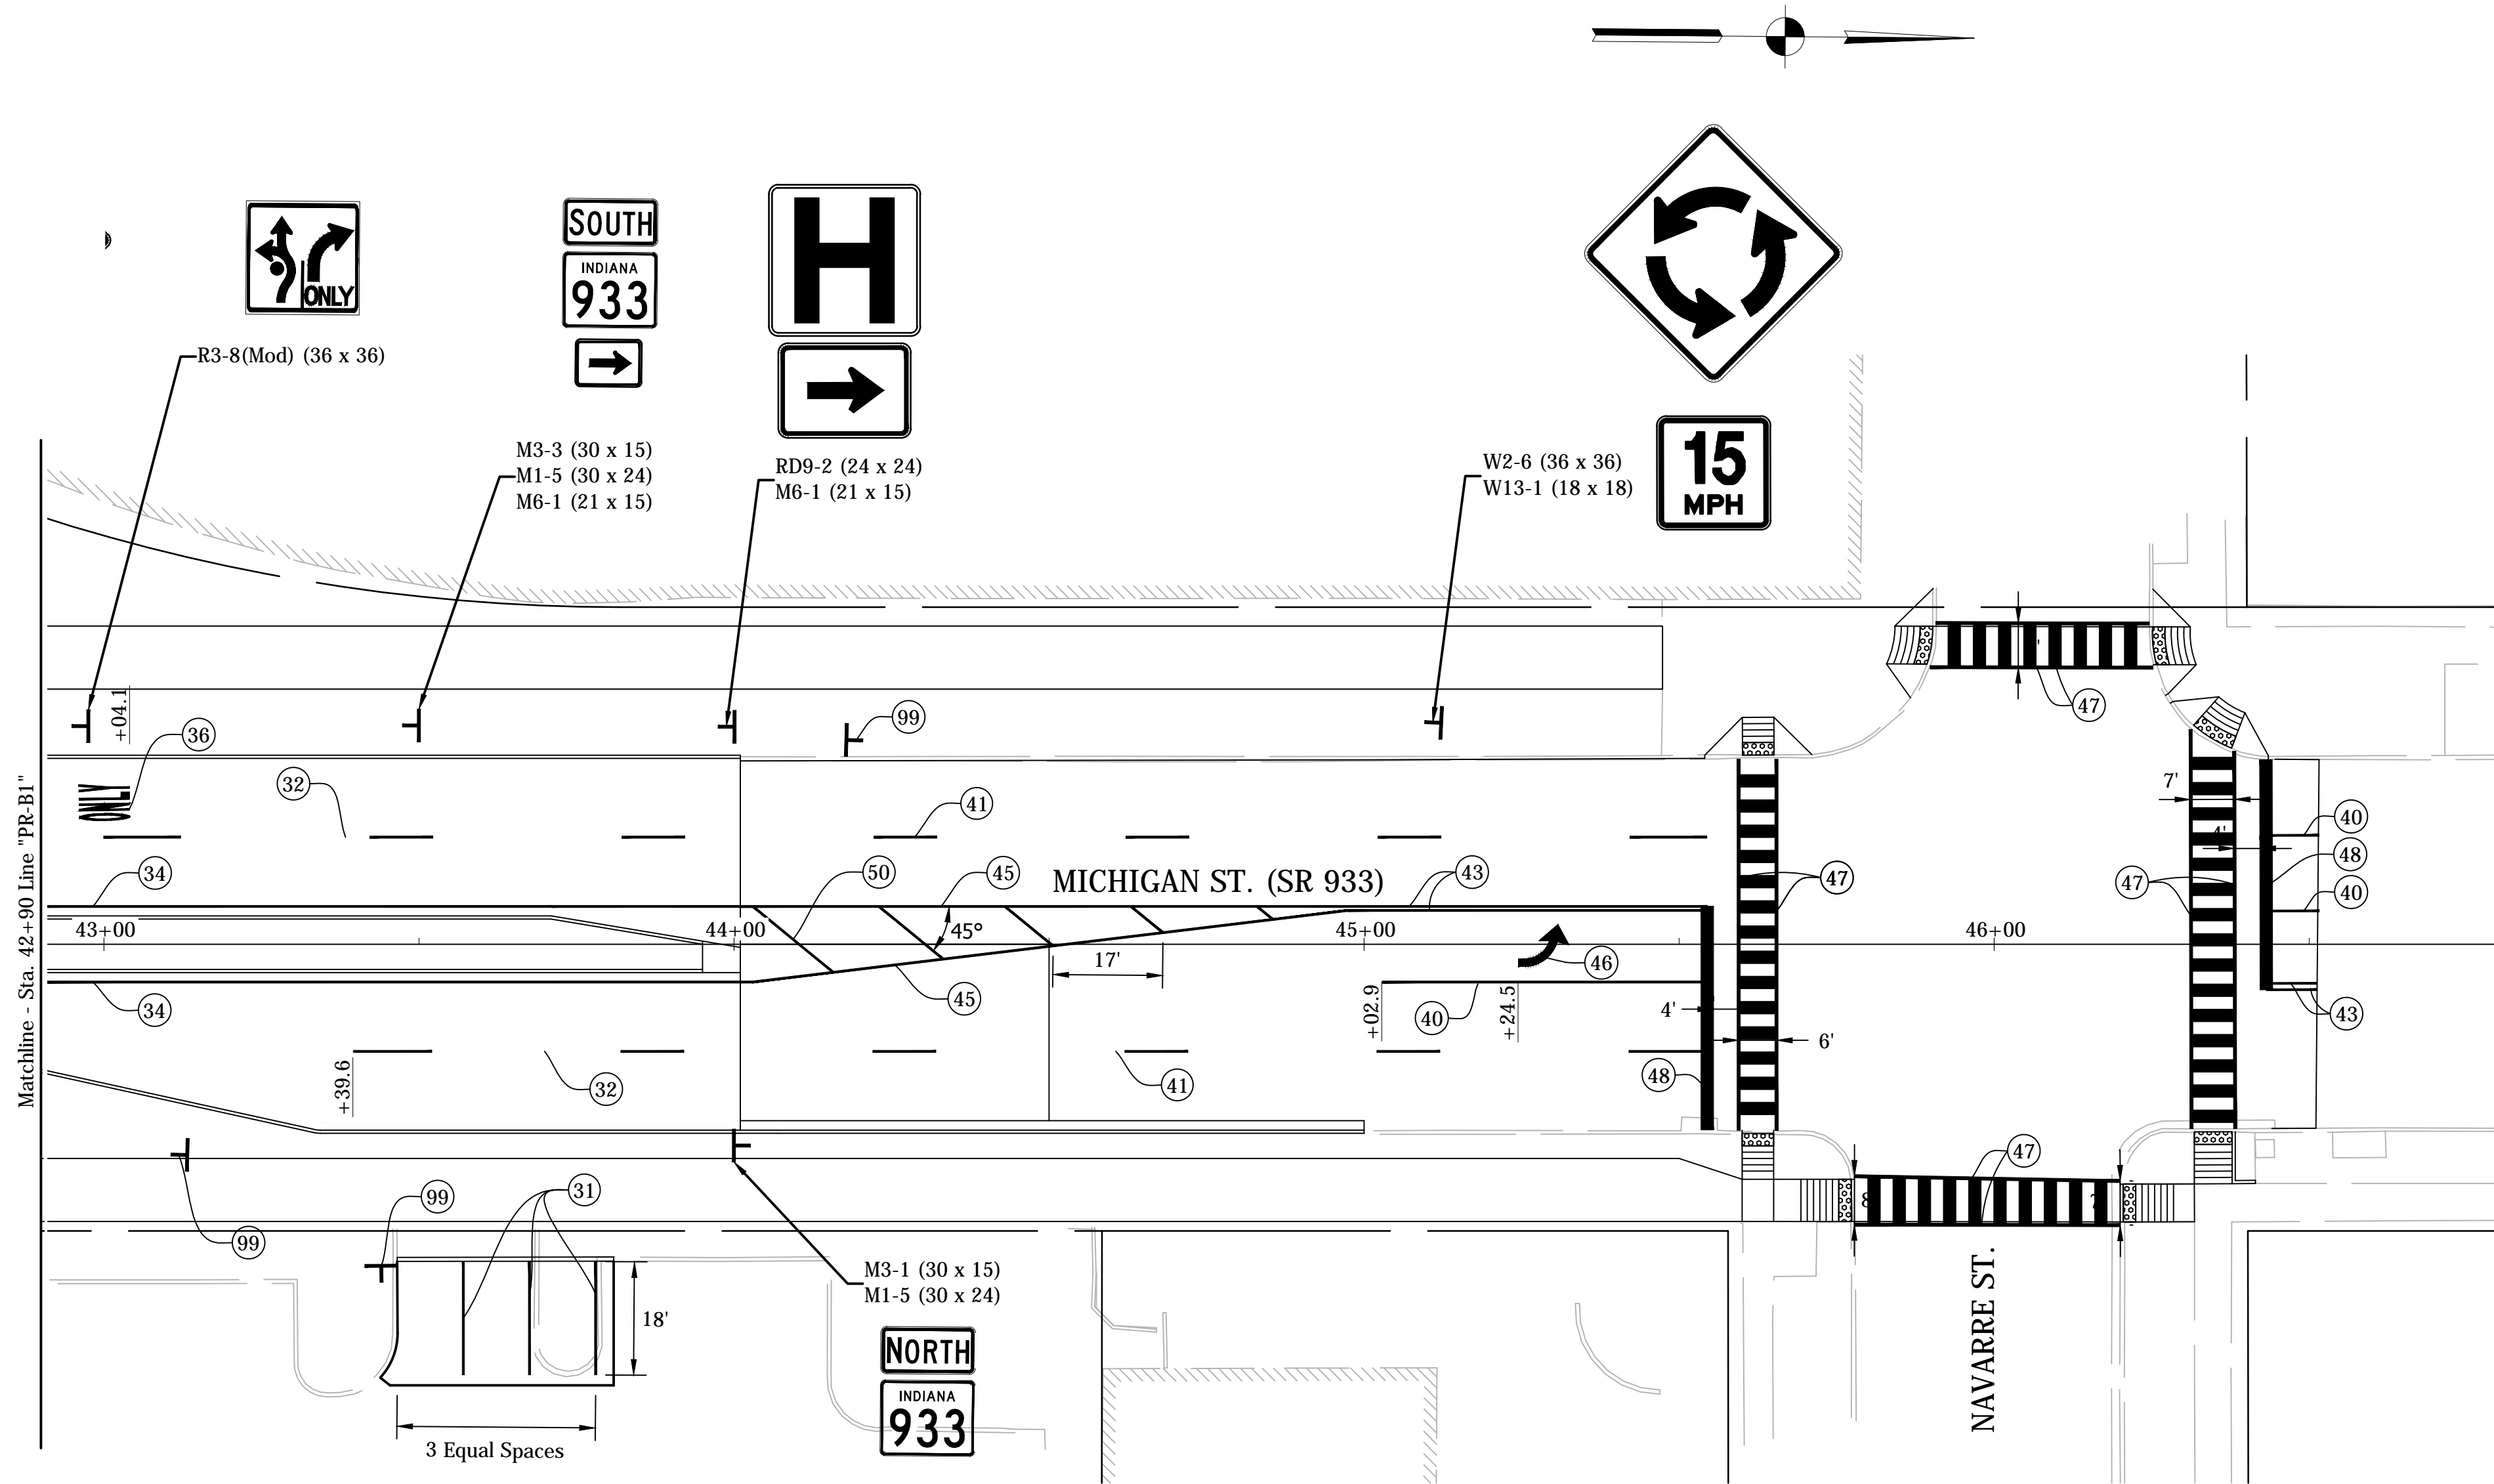 ONLY
SOUTH
INDIANA
933
H
15
MPH
R3-8(Mod) (36 x 36)
M3-3 (30 x 15)
M1-5 (30 x 24)
M6-1 (21 x 15)
RD9-2 (24 x 24)
M6-1 (21 x 15)
W2-6 (36 x 36)
W13-1 (18 x 18)
Matchline - Sta. 42+90 Line "PR-B1"
+04.1
36
32
99
41
47
7'
4'
40
48
40
34
50
45
MICHIGAN ST. (SR 933)
43
47
47
43+00
44+00
45°
45+00
46+00
17'
46
34
45
+02.9
40
+24.5
4'
6'
43
+39.6
32
41
48
99
99
31
47
8
7
99
18'
3 Equal Spaces
M3-1 (30 x 15)
M1-5 (30 x 24)
NORTH
INDIANA
933
NAVARRE ST.